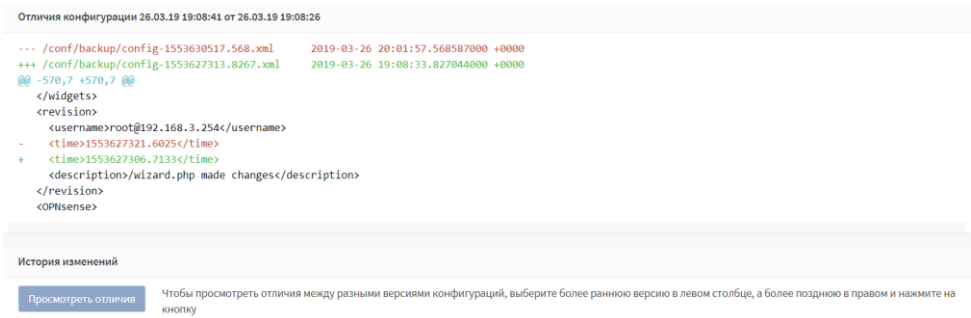 Отличия конфигурации 26.03.19 19:08:41 от 26.03.19 19:08:26
--- /conf/backup/config-1553630517.568.xml 2019-03-26 20:01:57.568587000 +0000
+++ /conf/backup/config-1553627313.8267.xml 2019-03-26 19:08:33.827044000 +0000
@@ -570,7 +570,7 @@
</widgets>
<revision>
<username>root@192.168.3.254</username>
- <time>1553627321.6025</time>
+ <time>1553627306.7133</time>
<description>/wizard.php made changes</description>
</revision>
<OPNsense>
История изменений
Просмотреть отличия
Чтобы просмотреть отличия между разными версиями конфигураций, выберите более раннюю версию в левом столбце, а более позднюю в правом и нажмите на
кнопку